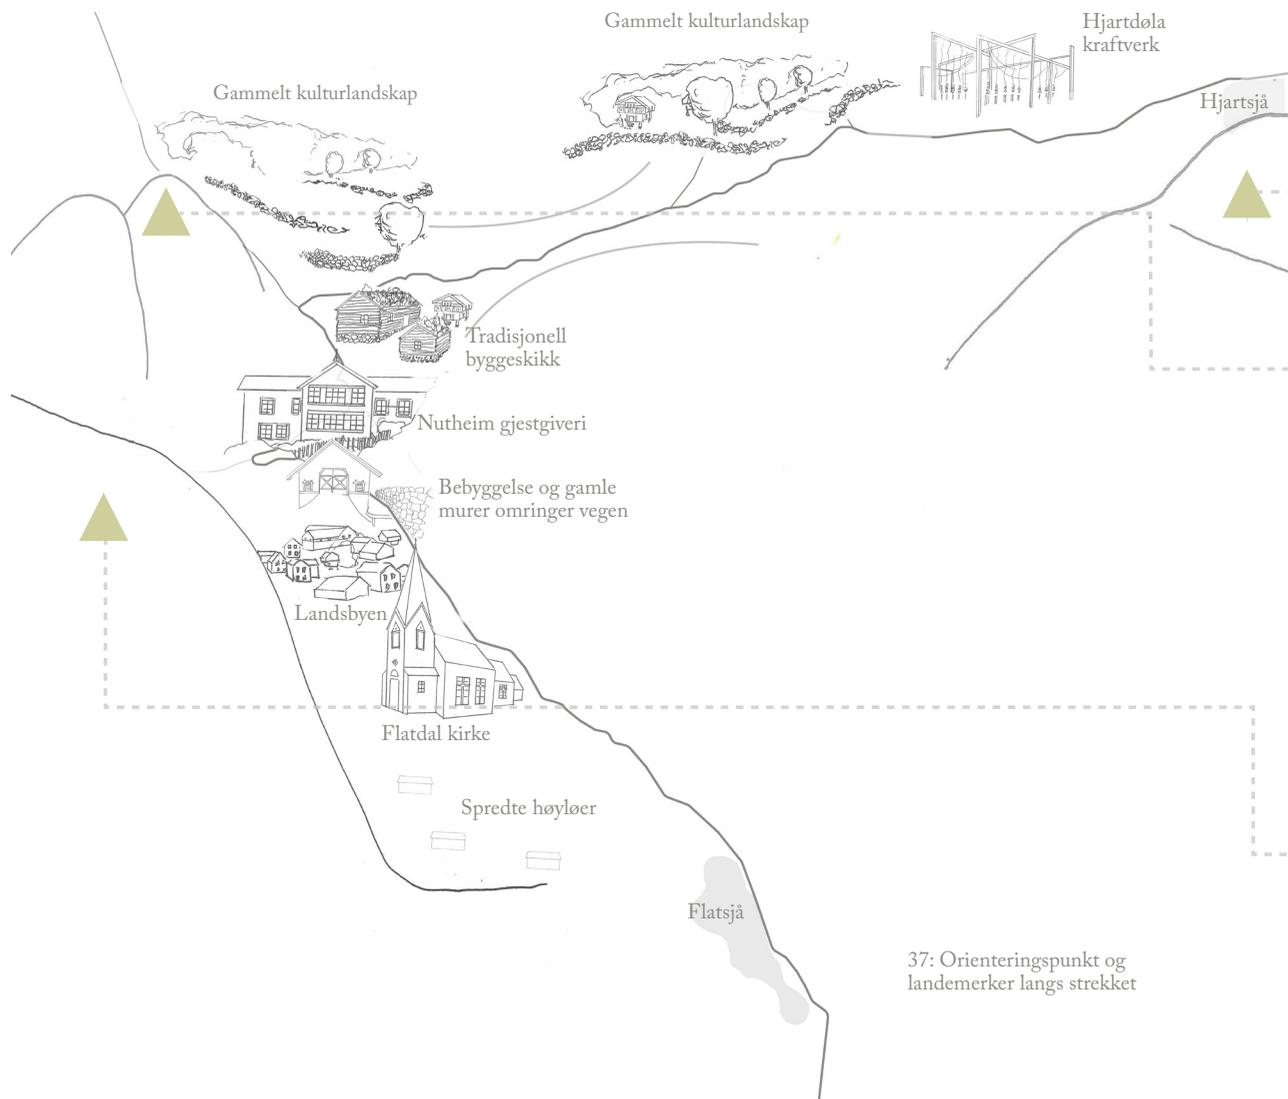 Gammelt kulturlandskap
Hjartdøla
kraftverk
Gammelt kulturlandskap
Hjartsjå
Tradisjonell
byggeskikk
Nutheim gjestgiveri
Bebyggelse og gamle
murer omringer vegen
Landsbyen
Flatdal kirke
Spredte høyløer
Flatsjå
37: Orienteringspunkt og
landemerker langs strekket